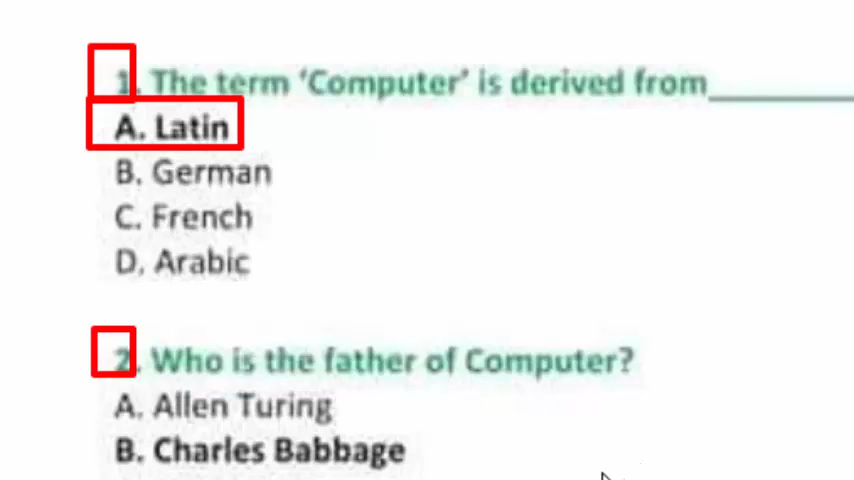 1. The term ‘Computer’ is derived from__________
A. Latin
B. German
C. French
D. Arabic
2. Who is the father of Computer?
A. Allen Turing
B. Charles Babbage